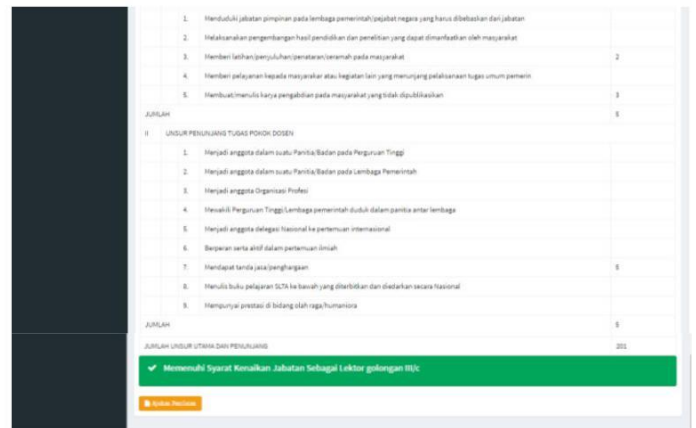 1. Menduduki jabatan pimpinan pada lembaga pemerintah/pejabat negara yang harus dibebaskan dari jabatan
2. Melaksanakan pengembangan hasil pendidikan dan penelitian yang dapat dimanfaatkan oleh masyarakat
3. Memberi latihan/penyuluhan/penataran/seramah pada masyarakat 2
4. Memberi pelayanan kepada masyarakar atau kegiatan lain yang menunjang pelaksanaan tugas umum pemerin
5. Membuat/menulis karya pengabdian pada masyarakat yang tidak dipublikasikan 3
JUMLAH 5
II UNSUR PENUNJANG TUGAS POKOK DOSEN
1. Menjadi anggota dalam suatu Panitia/Badan pada Perguruan Tinggi
2. Menjadi anggota dalam suatu Panitia/Badan pada Lembaga Pemerintah
3. Menjadi anggota Organisasi Profesi
4. Mewakili Perguruan Tinggi/Lembaga pemerintah duduk dalam panitia antar lembaga
5. Menjadi anggota delegasi Nasional ke pertemuan internasional
6. Berperan serta aktif dalam pertemuan ilmiah
7. Mendapat tanda jasa/penghargaan 5
8. Menulis buku pelajaran SLTA ke bawah yang diterbitkan dan diedarkan secara Nasional
9. Mempunyai prestasi di bidang olah raga/humaniora
JUMLAH 5
JUMLAH UNSUR UTAMA DAN PENUNJANG 201
✔ Memenuhi Syarat Kenaikan Jabatan Sebagai Lektor golongan III/c